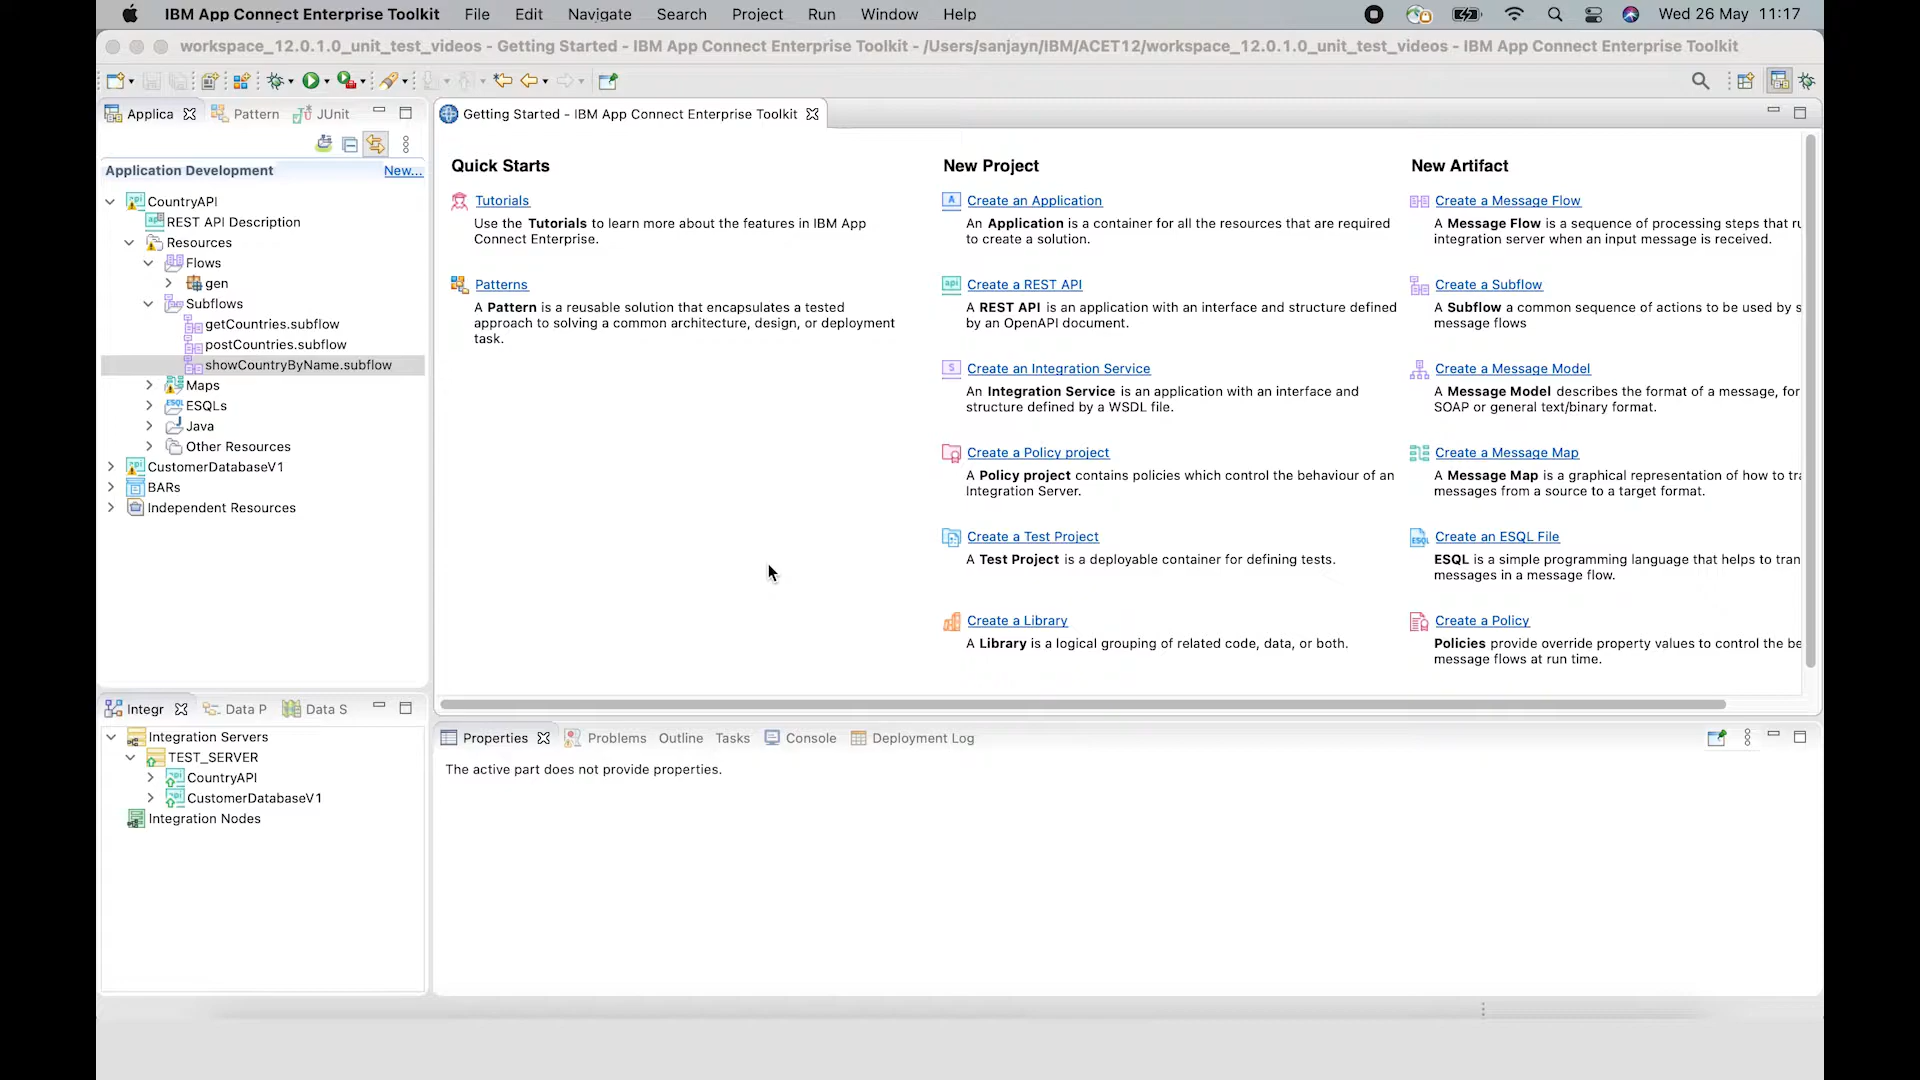 IBM App Connect Enterprise Toolkit File Edit Navigate Search Project Run Window Help Wed 26 May 11:17
workspace_12.0.1.0_unit_test_videos - Getting Started - IBM App Connect Enterprise Toolkit - /Users/sanjayn/IBM/ACET12/workspace_12.0.1.0_unit_test_videos - IBM App Connect Enterprise Toolkit
Applica Pattern JUnit
Application Development New...
CountryAPI
REST API Description
Resources
Flows
gen
Subflows
getCountries.subflow
postCountries.subflow
showCountryByName.subflow
Maps
ESQLs
Java
Other Resources
CustomerDatabaseV1
BARs
Independent Resources
Integr Data P Data S
Integration Servers
TEST_SERVER
CountryAPI
CustomerDatabaseV1
Integration Nodes
Getting Started - IBM App Connect Enterprise Toolkit
Quick Starts
Tutorials
Use the Tutorials to learn more about the features in IBM App
Connect Enterprise.
Patterns
A Pattern is a reusable solution that encapsulates a tested
approach to solving a common architecture, design, or deployment
task.
New Project
Create an Application
An Application is a container for all the resources that are required
to create a solution.
Create a REST API
A REST API is an application with an interface and structure defined
by an OpenAPI document.
Create an Integration Service
An Integration Service is an application with an interface and
structure defined by a WSDL file.
Create a Policy project
A Policy project contains policies which control the behaviour of an
Integration Server.
Create a Test Project
A Test Project is a deployable container for defining tests.
Create a Library
A Library is a logical grouping of related code, data, or both.
New Artifact
Create a Message Flow
A Message Flow is a sequence of processing steps that ru
integration server when an input message is received.
Create a Subflow
A Subflow a common sequence of actions to be used by s
message flows
Create a Message Model
A Message Model describes the format of a message, for
SOAP or general text/binary format.
Create a Message Map
A Message Map is a graphical representation of how to tra
messages from a source to a target format.
Create an ESQL File
ESQL is a simple programming language that helps to tran
messages in a message flow.
Create a Policy
Policies provide override property values to control the be
message flows at run time.
Properties Problems Outline Tasks Console Deployment Log
The active part does not provide properties.